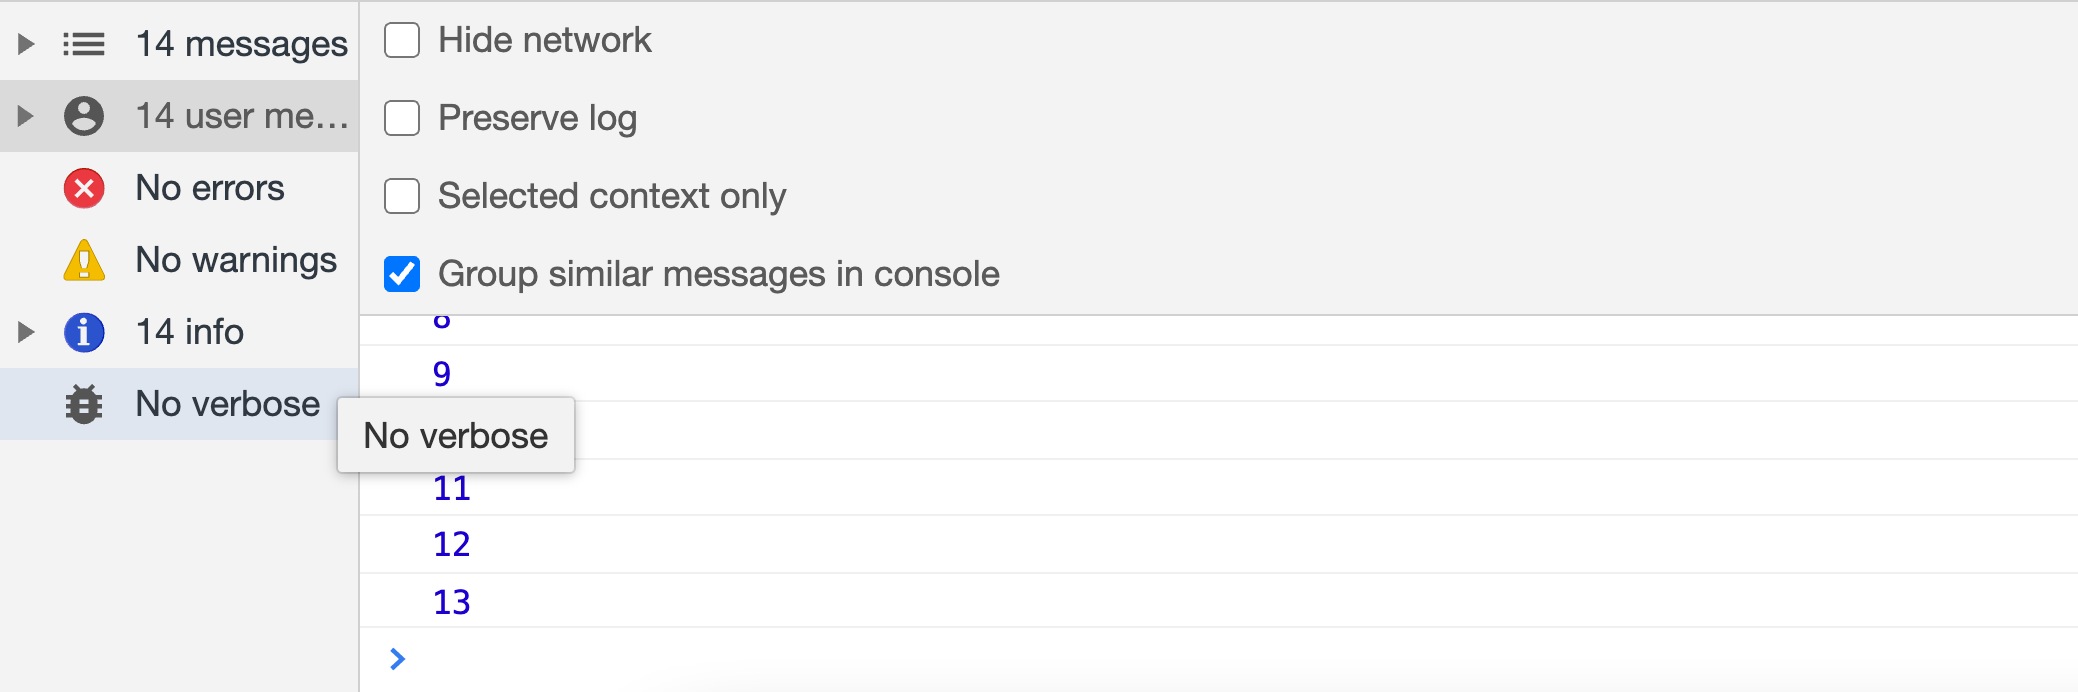 14 messages
14 user me...
No errors
No warnings
14 info
No verbose
Hide network
Preserve log
Selected context only
Group similar messages in console
8
9
No verbose
11
12
13